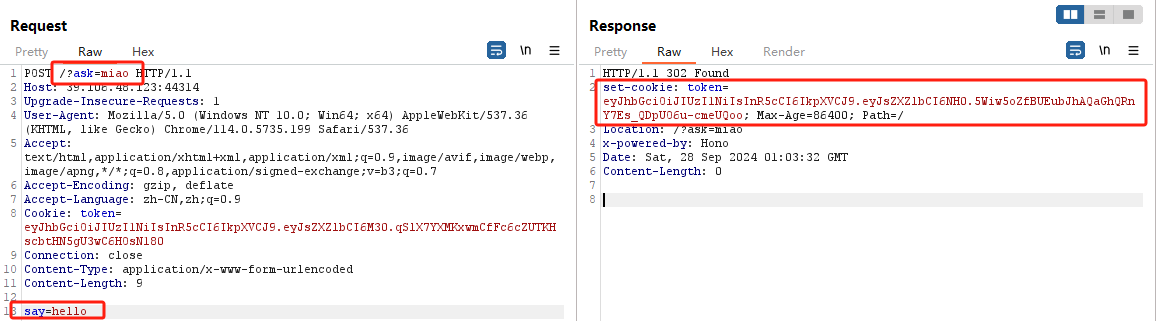 Request
Pretty Raw Hex
\n
1 POST /?ask=miao HTTP/1.1
2 Host: 39.106.48.123:44314
3 Upgrade-Insecure-Requests: 1
4 User-Agent: Mozilla/5.0 (Windows NT 10.0; Win64; x64) AppleWebKit/537.36
(KHTML, like Gecko) Chrome/114.0.5735.199 Safari/537.36
5 Accept:
text/html,application/xhtml+xml,application/xml;q=0.9,image/avif,image/webp,
image/apng,*/*;q=0.8,application/signed-exchange;v=b3;q=0.7
6 Accept-Encoding: gzip, deflate
7 Accept-Language: zh-CN,zh;q=0.9
8 Cookie: token=
9 Connection: close
10 Content-Type: application/x-www-form-urlencoded
11 Content-Length: 9
12
13 say=hello
Response
Pretty Raw Hex Render
\n
1 HTTP/1.1 302 Found
2 set-cookie: token=
Max-Age=86400; Path=/
3 Location: /?ask=miao
4 x-powered-by: Hono
5 Date: Sat, 28 Sep 2024 01:03:32 GMT
6 Content-Length: 0
7
8